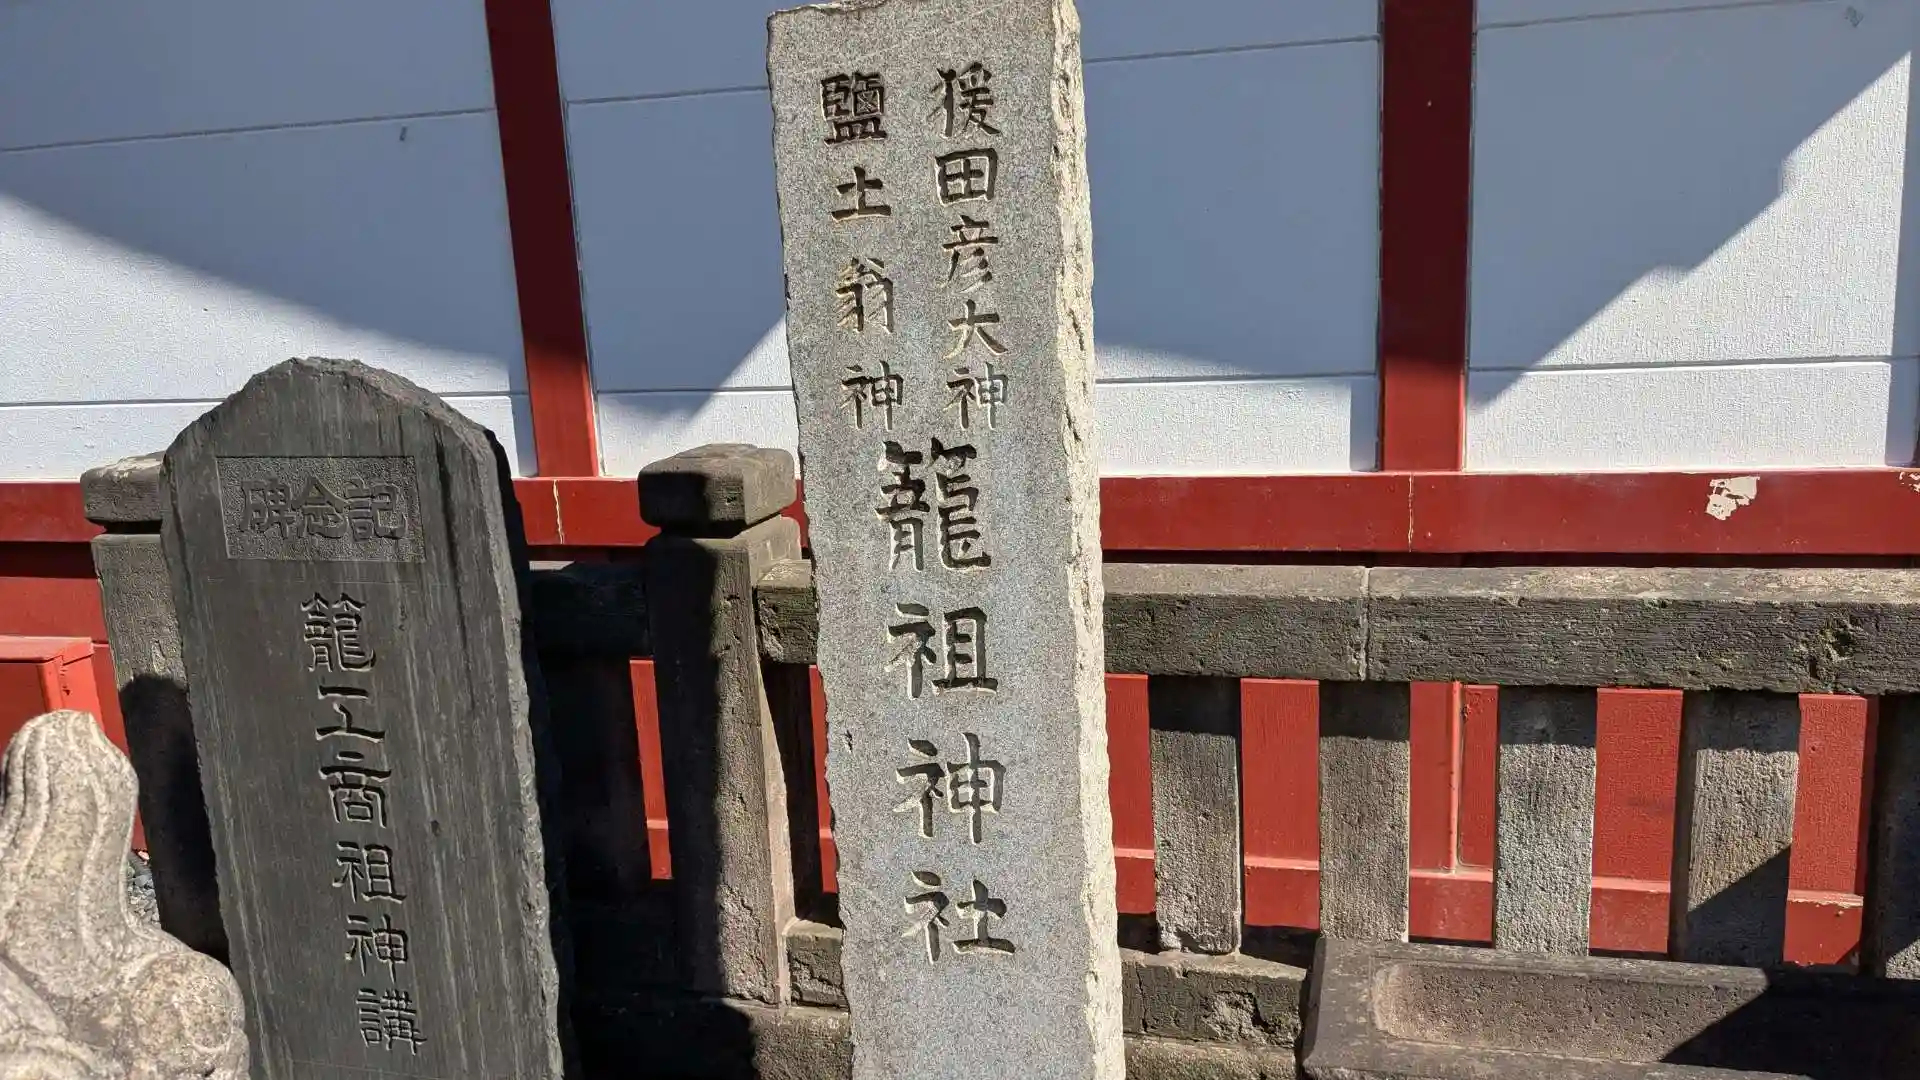 猨田彦大神
鹽土翁神
籠祖神社
記念碑
籠工商祖神講